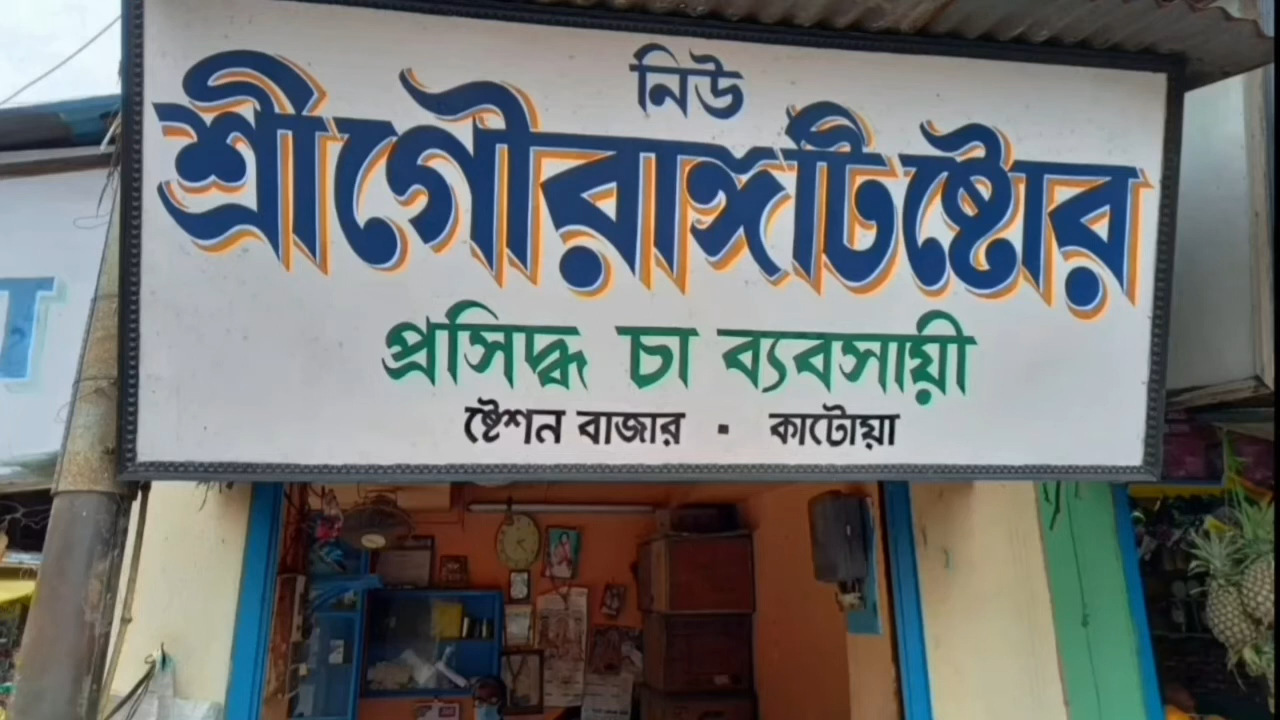 নিউ
শ্রীগৌরাঙ্গ টি ষ্টোর
প্রসিদ্ধ চা ব্যবসায়ী
ষ্টেশন বাজার ▪ কাটোয়া